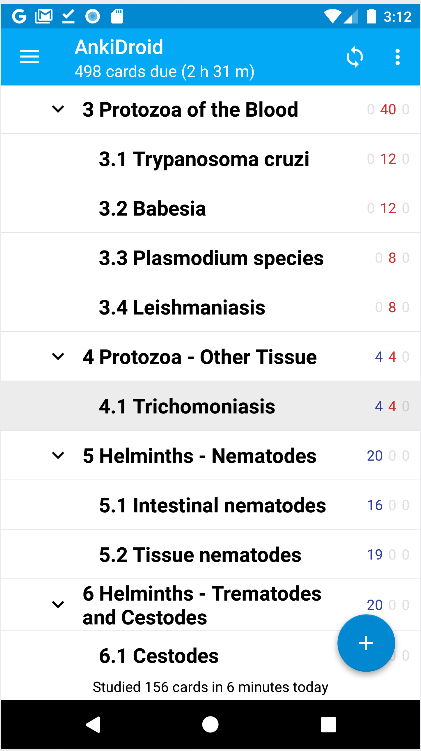 3:12
AnkiDroid
498 cards due (2 h 31 m)
3 Protozoa of the Blood 0 40 0
3.1 Trypanosoma cruzi 0 12 0
3.2 Babesia 0 12 0
3.3 Plasmodium species 0 8 0
3.4 Leishmaniasis 0 8 0
4 Protozoa - Other Tissue 4 4 0
4.1 Trichomoniasis 4 4 0
5 Helminths - Nematodes 20 0 0
5.1 Intestinal nematodes 16 0 0
5.2 Tissue nematodes 19 0 0
6 Helminths - Trematodes
and Cestodes 20 0 0
6.1 Cestodes 0
Studied 156 cards in 6 minutes today